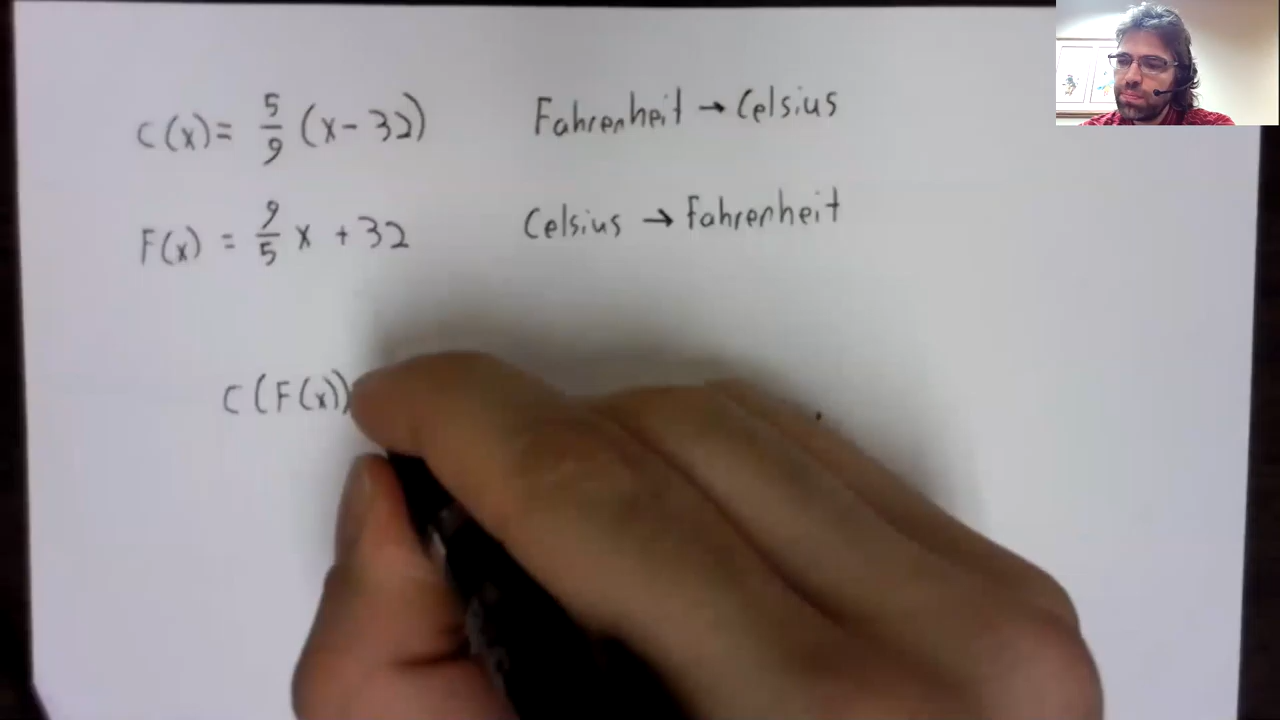 C(x) = 5/9 (x - 32) Fahrenheit → Celsius
F(x) = 9/5 x + 32 Celsius → Fahrenheit
C(F(x))